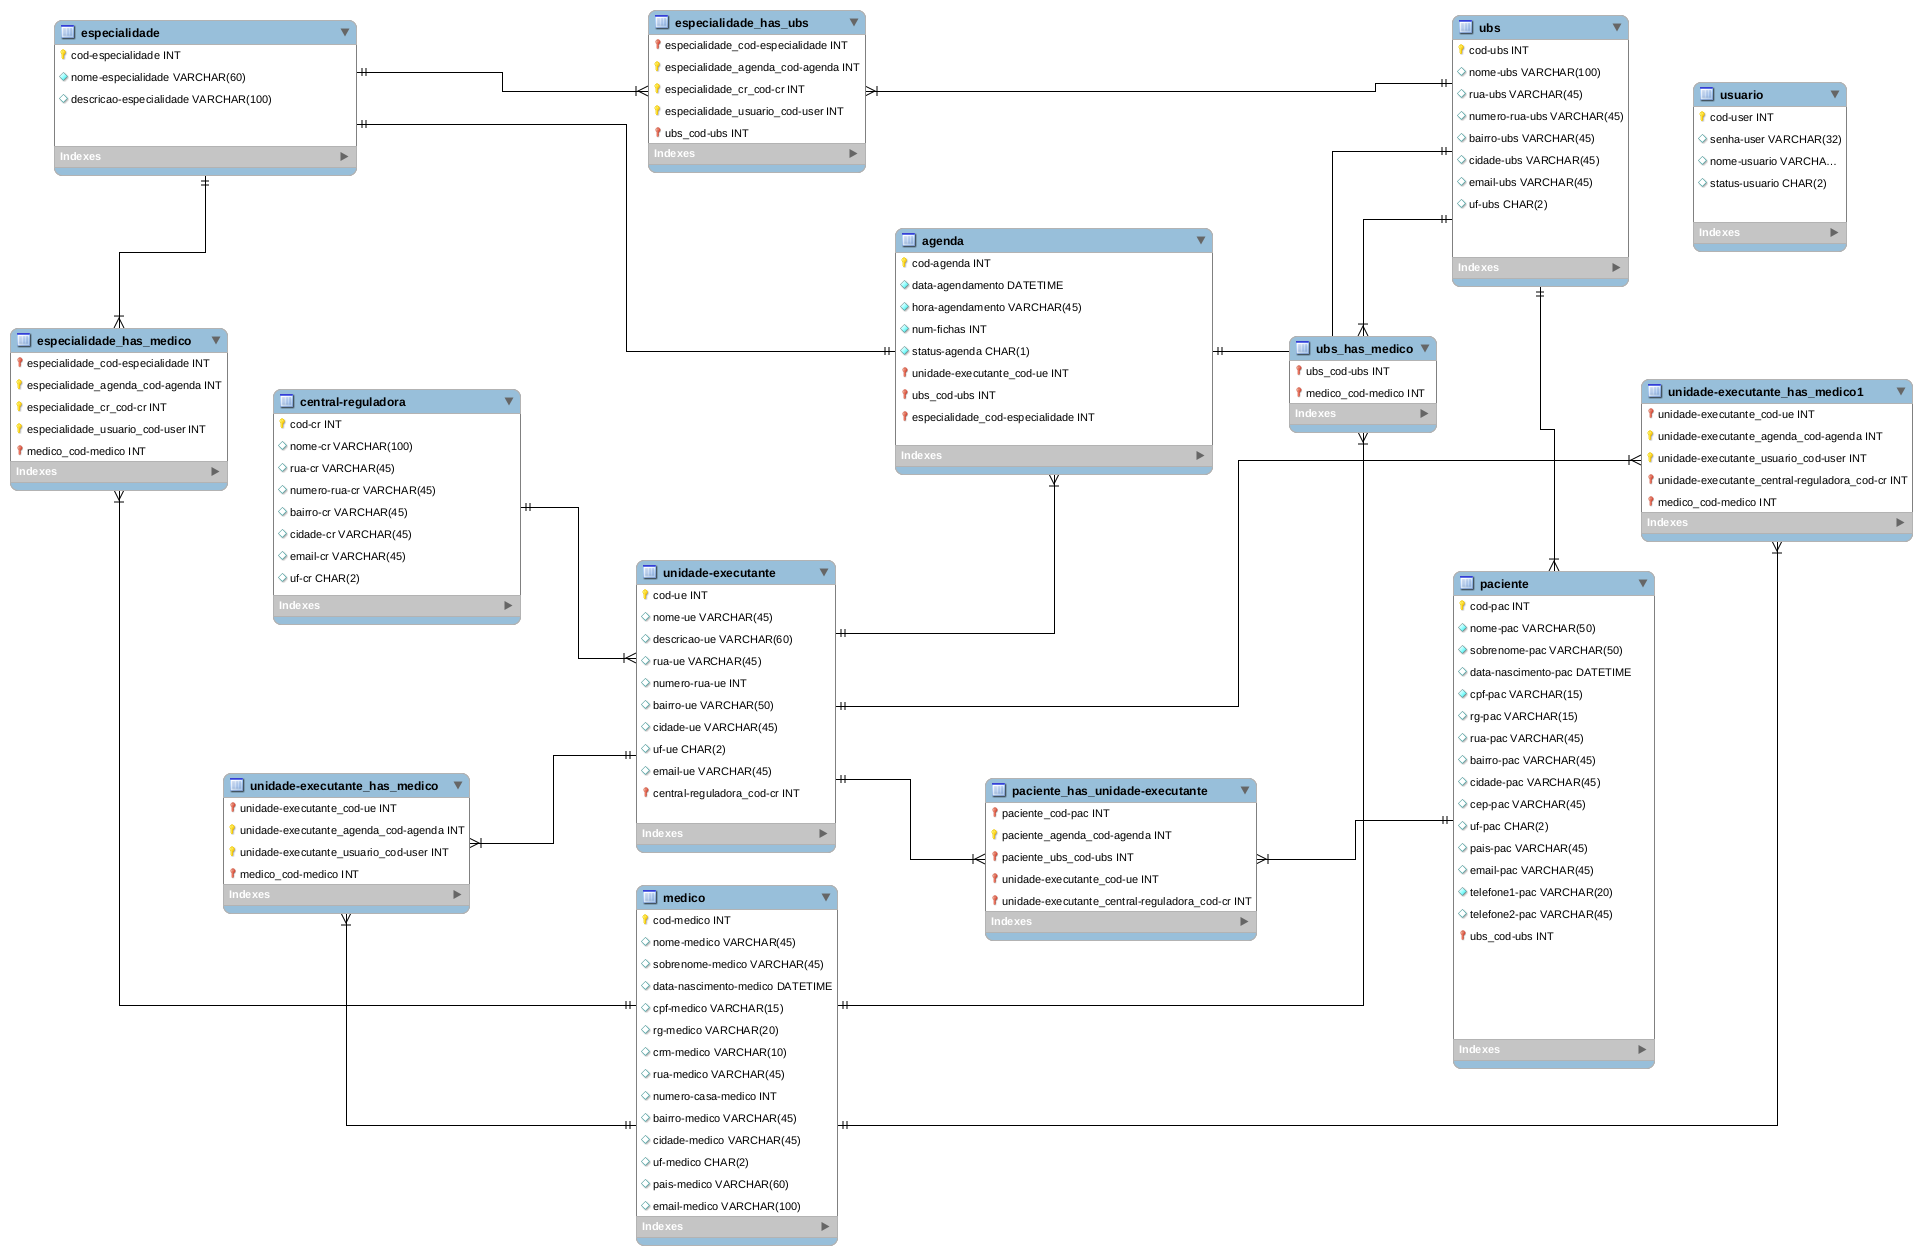 especialidade
cod-especialidade INT
nome-especialidade VARCHAR(60)
descricao-especialidade VARCHAR(100)
Indexes
especialidade_has_ubs
especialidade_cod-especialidade INT
especialidade_agenda_cod-agenda INT
especialidade_cr_cod-cr INT
especialidade_usuario_cod-user INT
ubs_cod-ubs INT
Indexes
ubs
cod-ubs INT
nome-ubs VARCHAR(100)
rua-ubs VARCHAR(45)
numero-rua-ubs VARCHAR(45)
bairro-ubs VARCHAR(45)
cidade-ubs VARCHAR(45)
email-ubs VARCHAR(45)
uf-ubs CHAR(2)
Indexes
usuario
cod-user INT
senha-user VARCHAR(32)
nome-usuario VARCHA...
status-usuario CHAR(2)
Indexes
agenda
cod-agenda INT
data-agendamento DATETIME
hora-agendamento VARCHAR(45)
num-fichas INT
status-agenda CHAR(1)
unidade-executante_cod-ue INT
ubs_cod-ubs INT
especialidade_cod-especialidade INT
Indexes
especialidade_has_medico
especialidade_cod-especialidade INT
especialidade_agenda_cod-agenda INT
especialidade_cr_cod-cr INT
especialidade_usuario_cod-user INT
medico_cod-medico INT
Indexes
ubs_has_medico
ubs_cod-ubs INT
medico_cod-medico INT
Indexes
central-reguladora
cod-cr INT
nome-cr VARCHAR(100)
rua-cr VARCHAR(45)
numero-rua-cr VARCHAR(45)
bairro-cr VARCHAR(45)
cidade-cr VARCHAR(45)
email-cr VARCHAR(45)
uf-cr CHAR(2)
Indexes
unidade-executante_has_medico1
unidade-executante_cod-ue INT
unidade-executante_agenda_cod-agenda INT
unidade-executante_usuario_cod-user INT
unidade-executante_central-reguladora_cod-cr INT
medico_cod-medico INT
Indexes
unidade-executante
cod-ue INT
nome-ue VARCHAR(45)
descricao-ue VARCHAR(60)
rua-ue VARCHAR(45)
numero-rua-ue INT
bairro-ue VARCHAR(50)
cidade-ue VARCHAR(45)
uf-ue CHAR(2)
email-ue VARCHAR(45)
central-reguladora_cod-cr INT
Indexes
paciente
cod-pac INT
nome-pac VARCHAR(50)
sobrenome-pac VARCHAR(50)
data-nascimento-pac DATETIME
cpf-pac VARCHAR(15)
rg-pac VARCHAR(15)
rua-pac VARCHAR(45)
bairro-pac VARCHAR(45)
cidade-pac VARCHAR(45)
cep-pac VARCHAR(45)
uf-pac CHAR(2)
pais-pac VARCHAR(45)
email-pac VARCHAR(45)
telefone1-pac VARCHAR(20)
telefone2-pac VARCHAR(45)
ubs_cod-ubs INT
Indexes
unidade-executante_has_medico
unidade-executante_cod-ue INT
unidade-executante_agenda_cod-agenda INT
unidade-executante_usuario_cod-user INT
medico_cod-medico INT
Indexes
paciente_has_unidade-executante
paciente_cod-pac INT
paciente_agenda_cod-agenda INT
paciente_ubs_cod-ubs INT
unidade-executante_cod-ue INT
unidade-executante_central-reguladora_cod-cr INT
Indexes
medico
cod-medico INT
nome-medico VARCHAR(45)
sobrenome-medico VARCHAR(45)
data-nascimento-medico DATETIME
cpf-medico VARCHAR(15)
rg-medico VARCHAR(20)
crm-medico VARCHAR(10)
rua-medico VARCHAR(45)
numero-casa-medico INT
bairro-medico VARCHAR(45)
cidade-medico VARCHAR(45)
uf-medico CHAR(2)
pais-medico VARCHAR(60)
email-medico VARCHAR(100)
Indexes